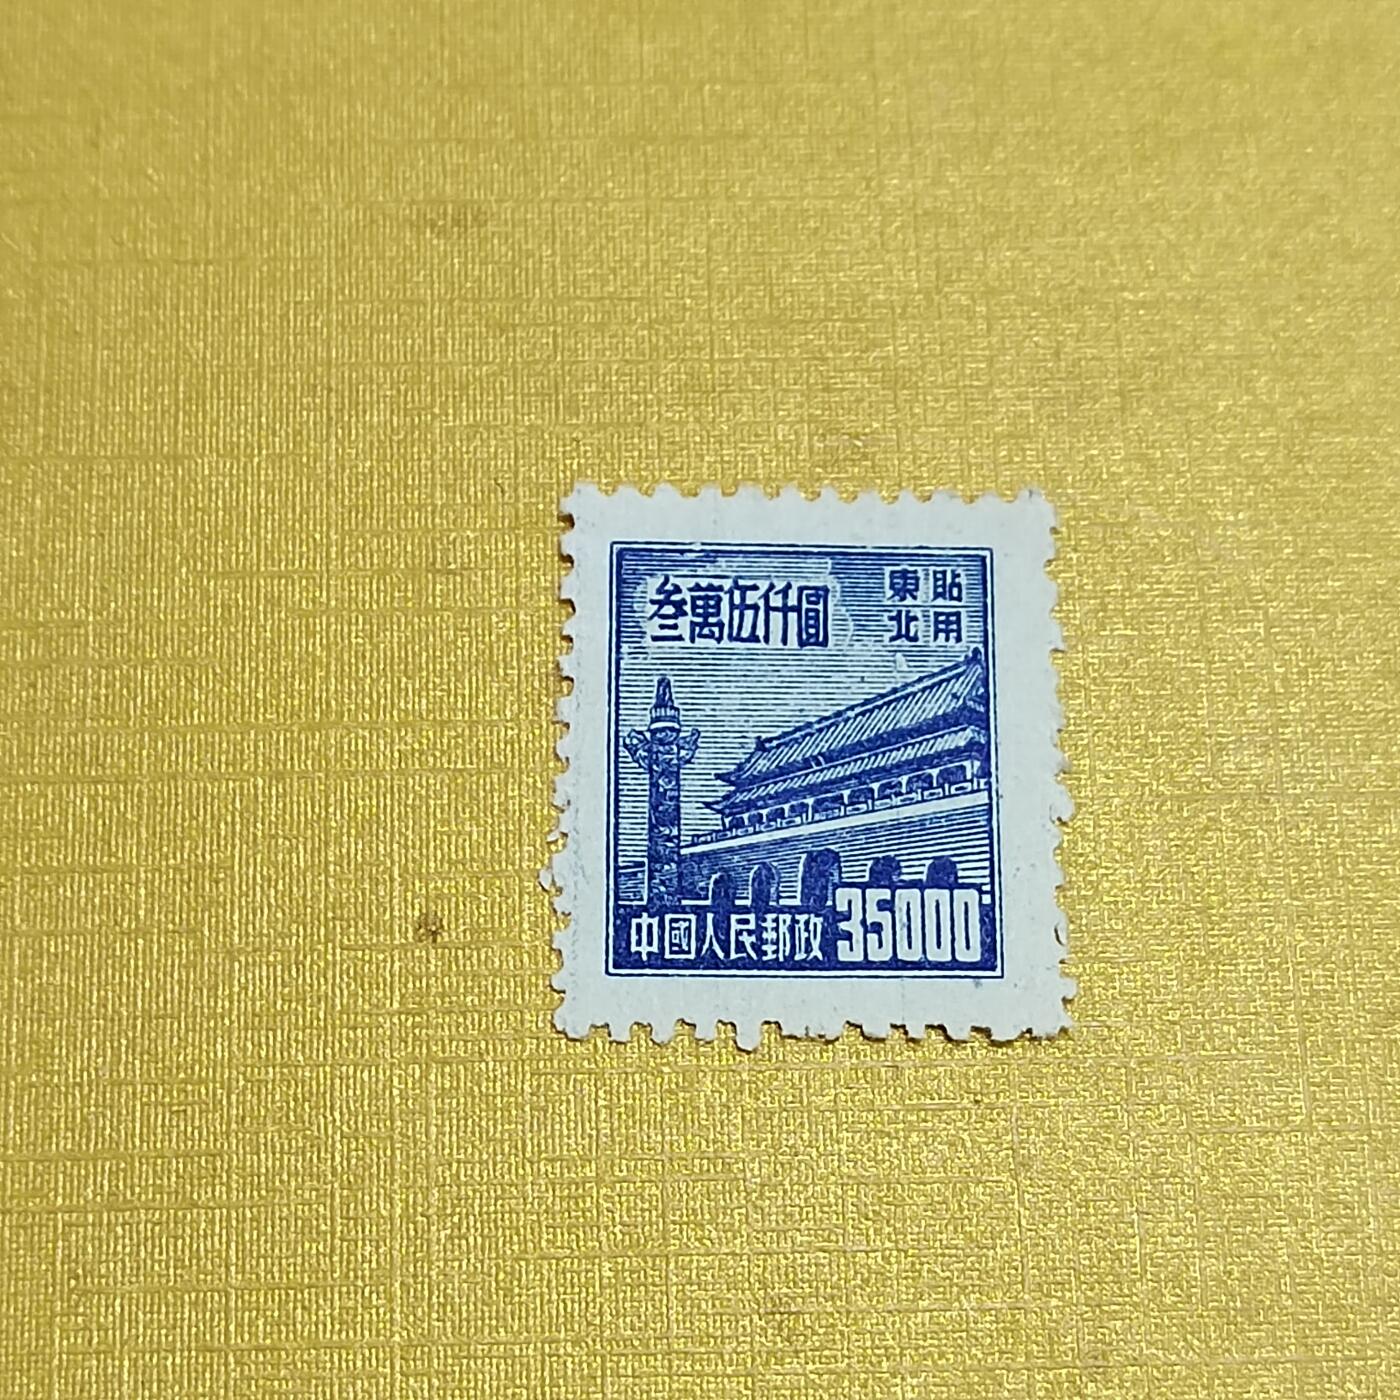 叁萬伍仟圓
東貼
北用
中國人民郵政 35000